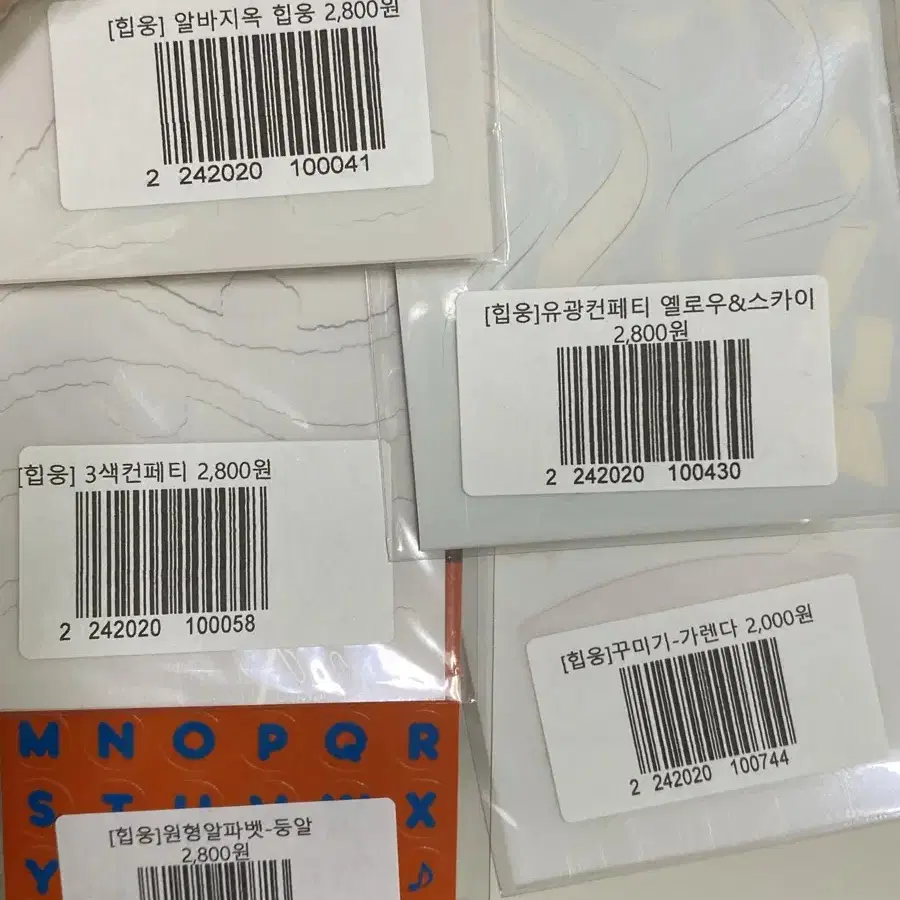 [힙웅] 알바지옥 힙웅 2,800원
2 242020 100041
[힙웅]유광컨페티 옐로우&스카이
2,800원
2 242020 100430
[힙웅] 3색컨페티 2,800원
2 242020 100058
[힙웅]꾸미기-가렌다 2,000원
2 242020 100744
M N O P Q R
S T U V W X
Y
[힙웅]원형알파벳-둥알
2,800원